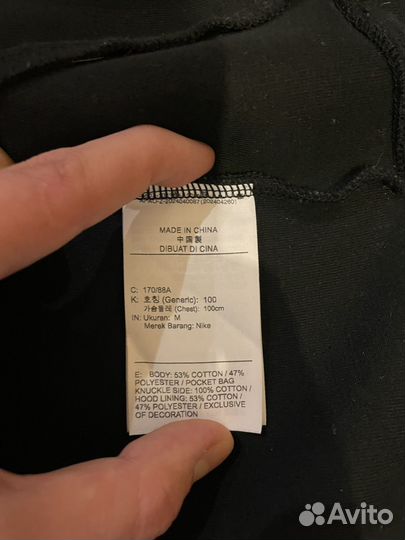 MADE IN CHINA
中国製
DIBUAT DI CINA
C: 170/88A
K: 호칭 (Generic): 100
가슴둘레 (Chest): 100cm
IN: Ukuran: M
Merek Barang: Nike
E: BODY: 53% COTTON / 47%
POLYESTER / POCKET BAG
KNUCKLE SIDE: 100% COTTON /
HOOD LINING: 53% COTTON /
47% POLYESTER / EXCLUSIVE
OF DECORATION
Avito